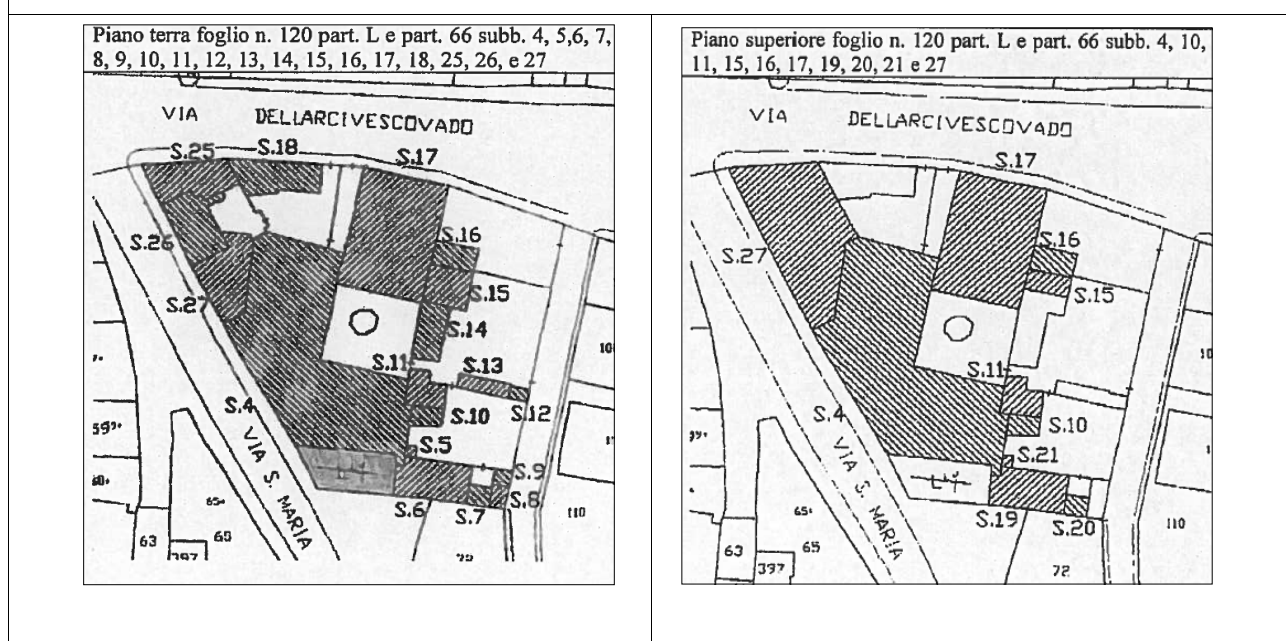 Piano terra foglio n. 120 part. L e part. 66 subb. 4, 5,6, 7,
8, 9, 10, 11, 12, 13, 14, 15, 16, 17, 18, 25, 26, e 27
VIA DELLARCIVESCOVADO
S.25 S.18 S.17
S.16
S.26
S.15
S.27
S.14
S.11 S.13
S.4 S.10 S.12
S.5
VIA S. MARIA
S.9
S.6 S.7 S.8
65
63 65 110
397 72
Piano superiore foglio n. 120 part. L e part. 66 subb. 4, 10,
11, 15, 16, 17, 19, 20, 21 e 27
VIA DELLARCIVESCOVADO
S.17
S.16
S.27
S.15
S.11
S.4 S.10
S.21
VIA S. MARIA
L
S.19 S.20
65
63 65 110
397 72